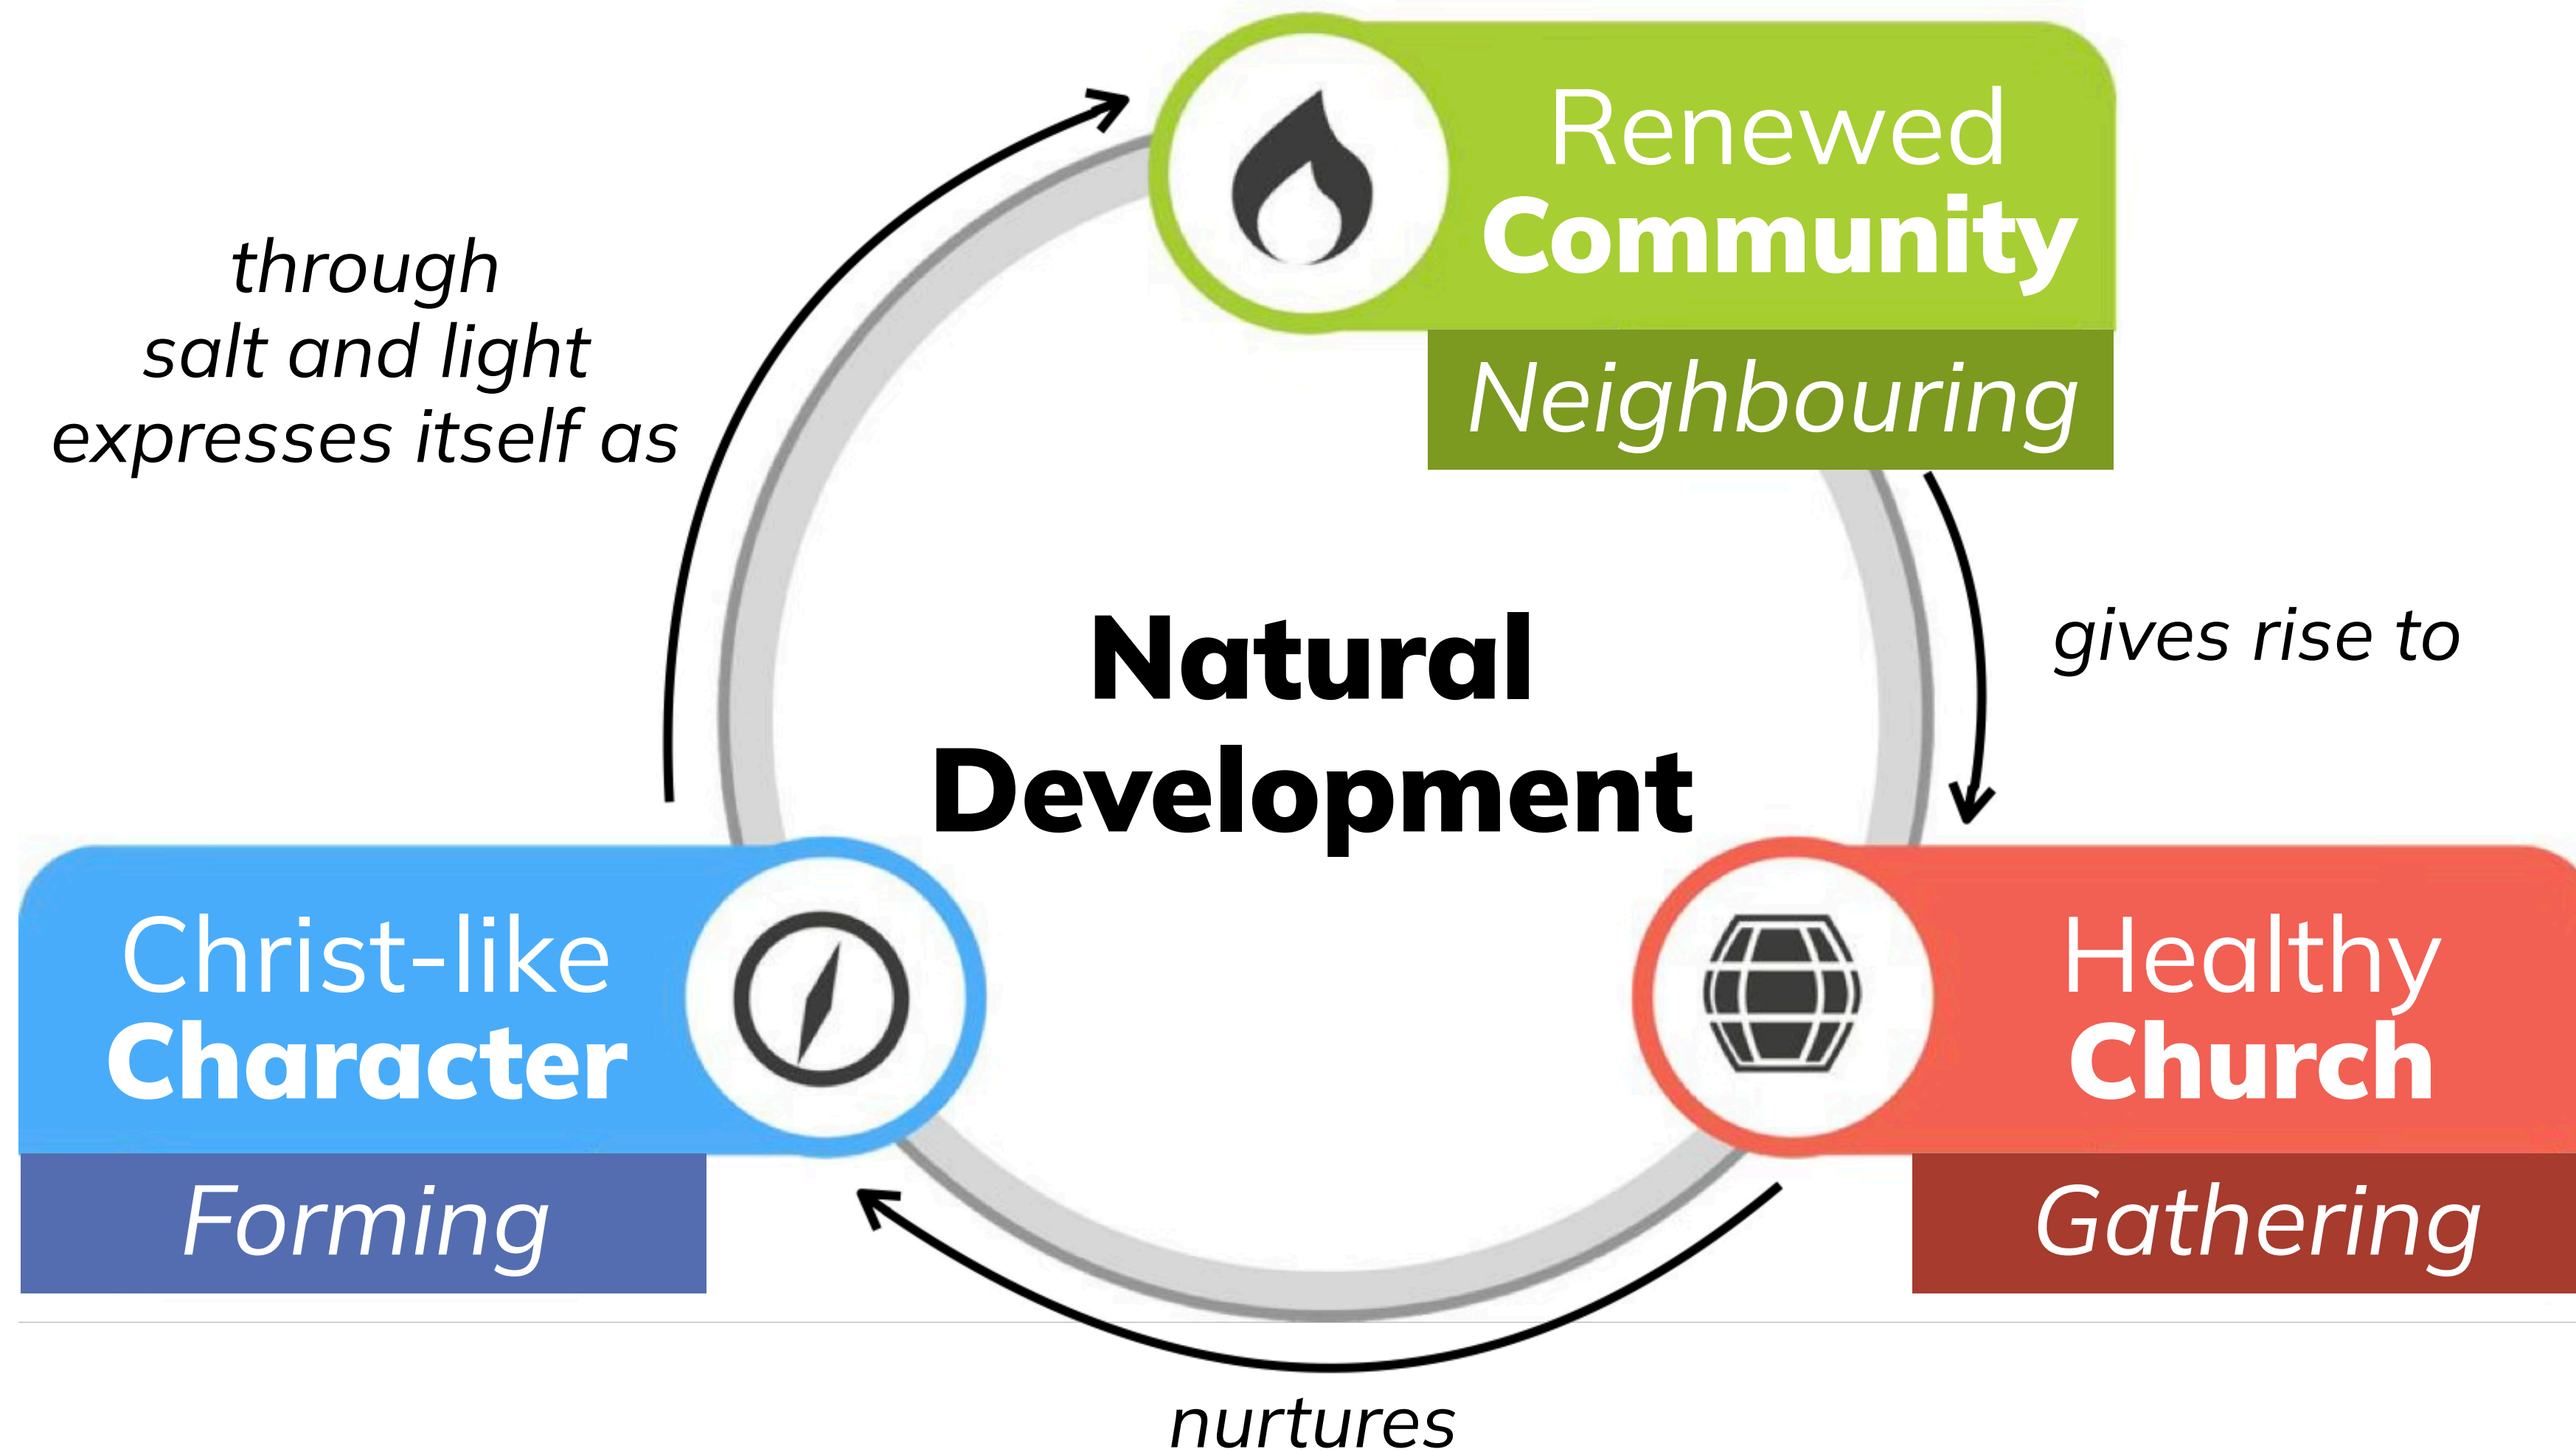 Renewed
Community
Neighbouring
through
salt and light
expresses itself as
gives rise to
Natural
Development
Christ-like
Character
Forming
Healthy
Church
Gathering
nurtures